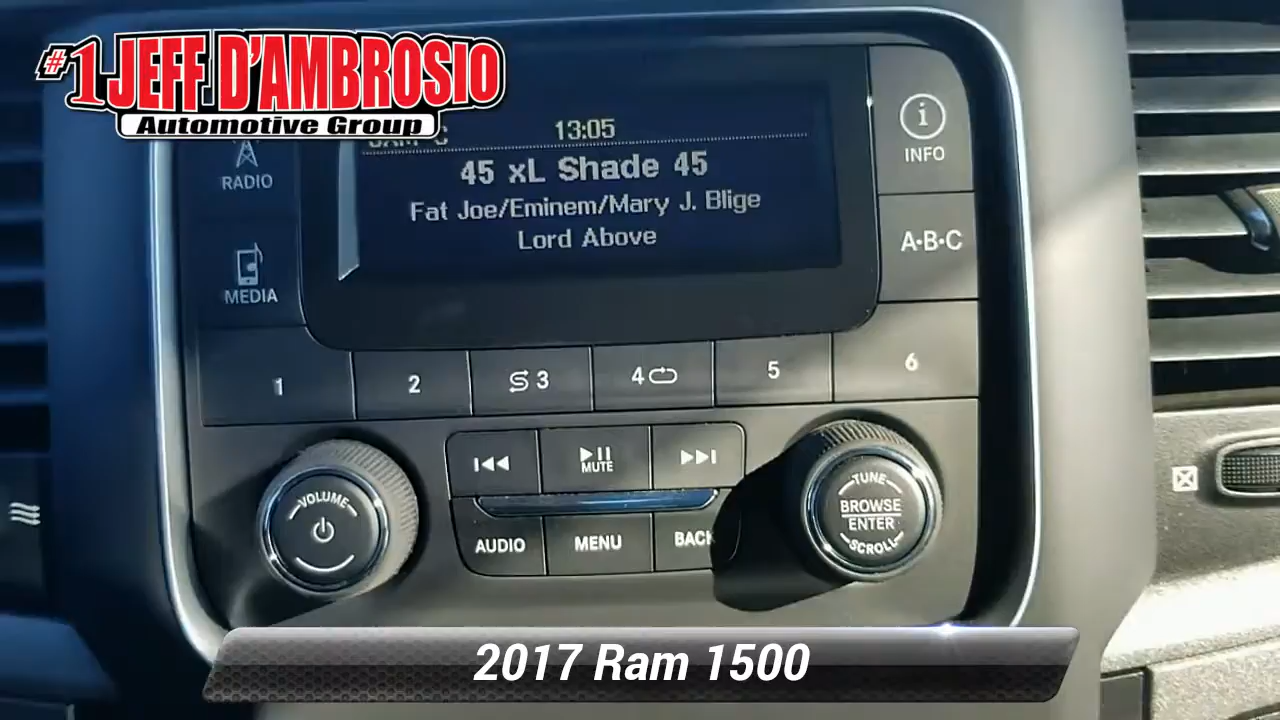 #1 JEFF D'AMBROSIO
Automotive Group
13:05
45 xL Shade 45
Fat Joe/Eminem/Mary J. Blige
Lord Above
RADIO
MEDIA
i
INFO
A·B·C
1 2 3 4 5 6
MUTE
VOLUME
AUDIO MENU BACK
TUNE
BROWSE
ENTER
SCROLL
2017 Ram 1500